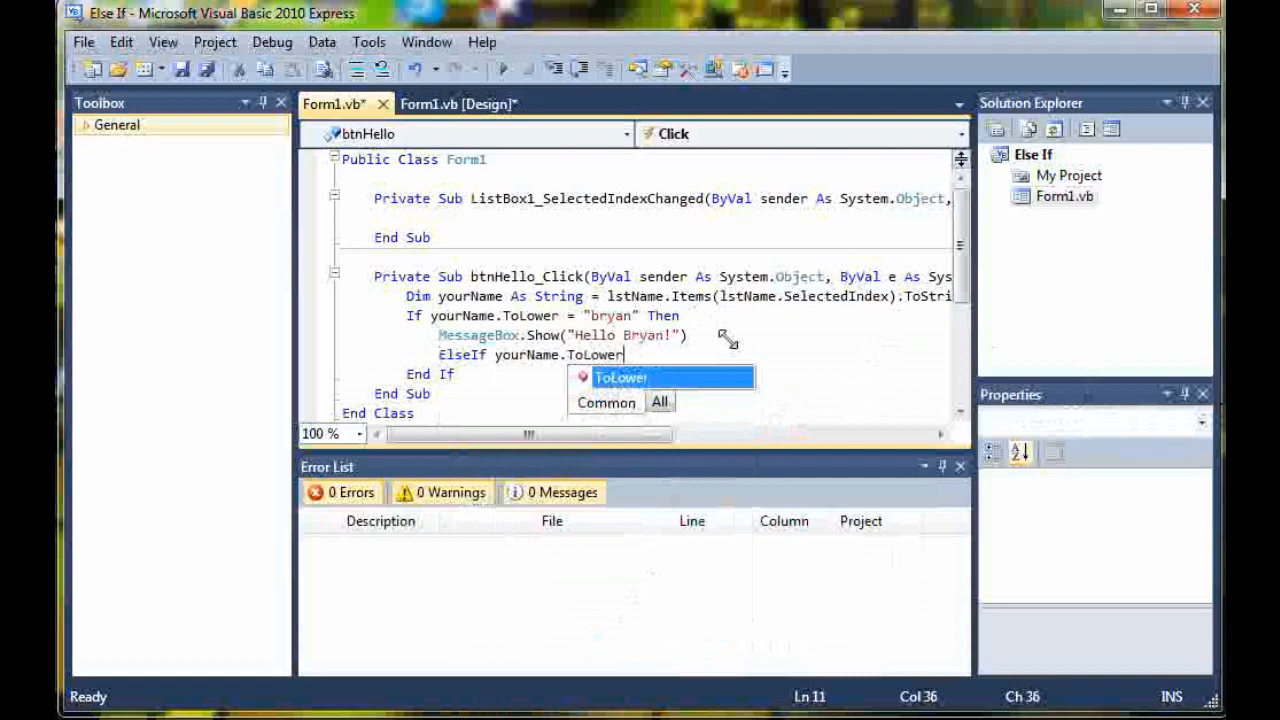 Else If - Microsoft Visual Basic 2010 Express
File Edit View Project Debug Data Tools Window Help
Toolbox
General
Form1.vb*
Form1.vb [Design]*
btnHello
Click
Public Class Form1
Private Sub ListBox1_SelectedIndexChanged(ByVal sender As System.Object,
End Sub
Private Sub btnHello_Click(ByVal sender As System.Object, ByVal e As Sys
Dim yourName As String = lstName.Items(lstName.SelectedIndex).ToStri
If yourName.ToLower = "bryan" Then
MessageBox.Show("Hello Bryan!")
ElseIf yourName.ToLower
End If
End Sub
End Class
ToLower
Common All
100 %
Solution Explorer
Else If
My Project
Form1.vb
Properties
Error List
0 Errors 0 Warnings 0 Messages
Description File Line Column Project
Ready Ln 11 Col 36 Ch 36 INS